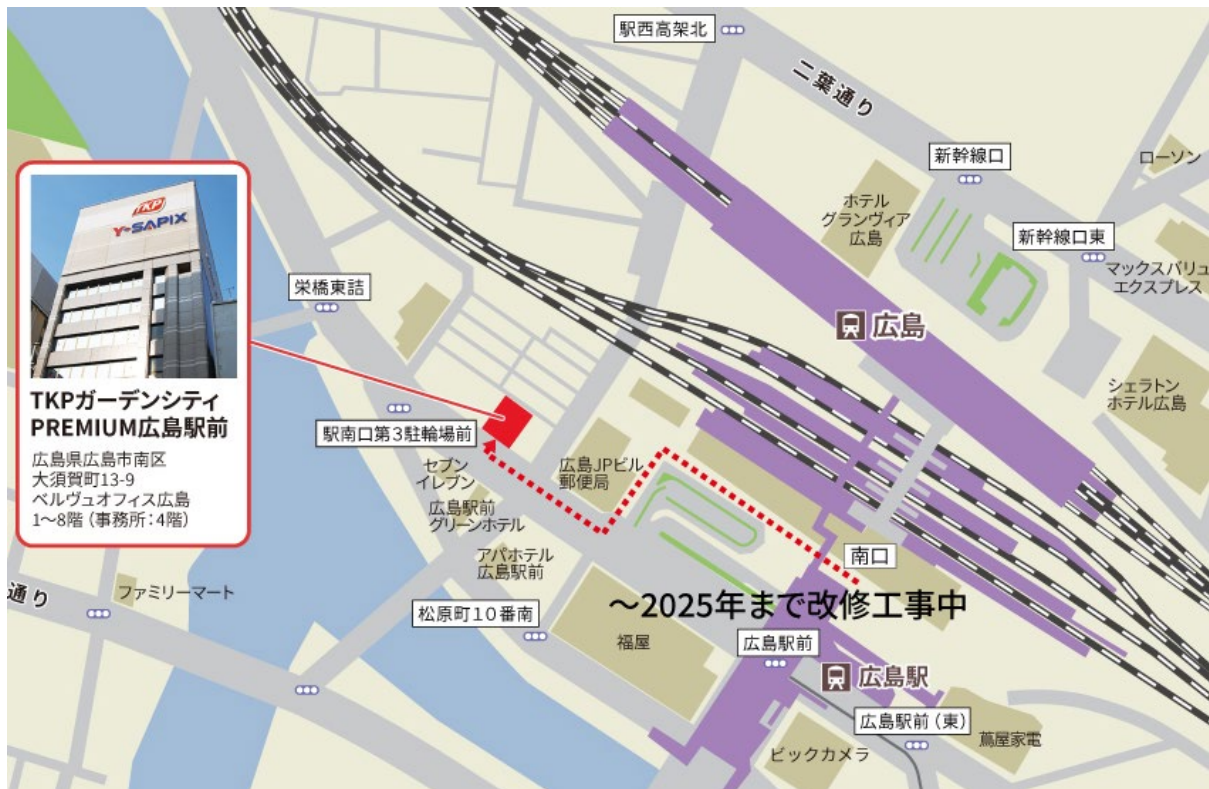 駅西高架北
二葉通り
新幹線口
ローソン
ホテル
グランヴィア
広島
新幹線口東
マックスバリュ
エクスプレス
TKP
Y-SAPIX
栄橋東詰
広島
シェラトン
ホテル広島
TKPガーデンシティ
PREMIUM広島駅前
広島県広島市南区
大須賀町13-9
ベルヴュオフィス広島
1〜8階（事務所：4階）
駅南口第3駐輪場前
セブン
イレブン
広島JPビル
郵便局
広島駅前
グリーンホテル
アパホテル
広島駅前
南口
通り
ファミリーマート
〜2025年まで改修工事中
松原町１０番南
福屋
広島駅前
広島駅
広島駅前（東）
蔦屋家電
ビックカメラ